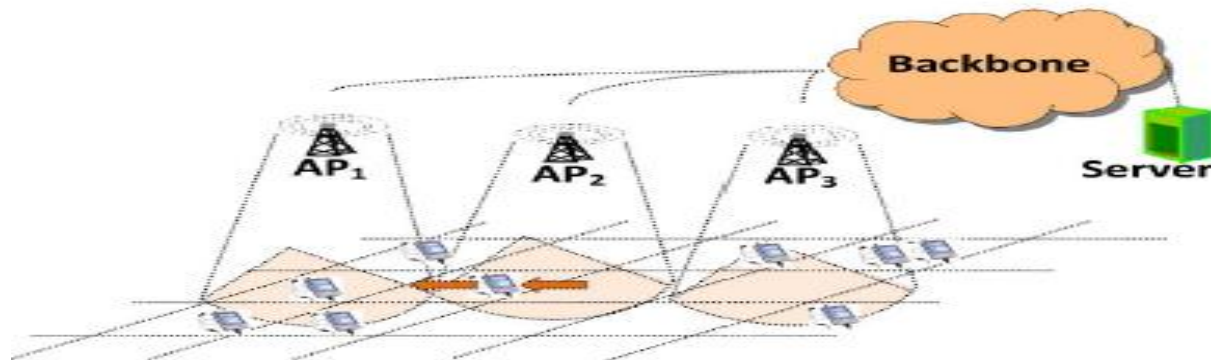 Backbone
AP₁
AP₂
AP₃
Server